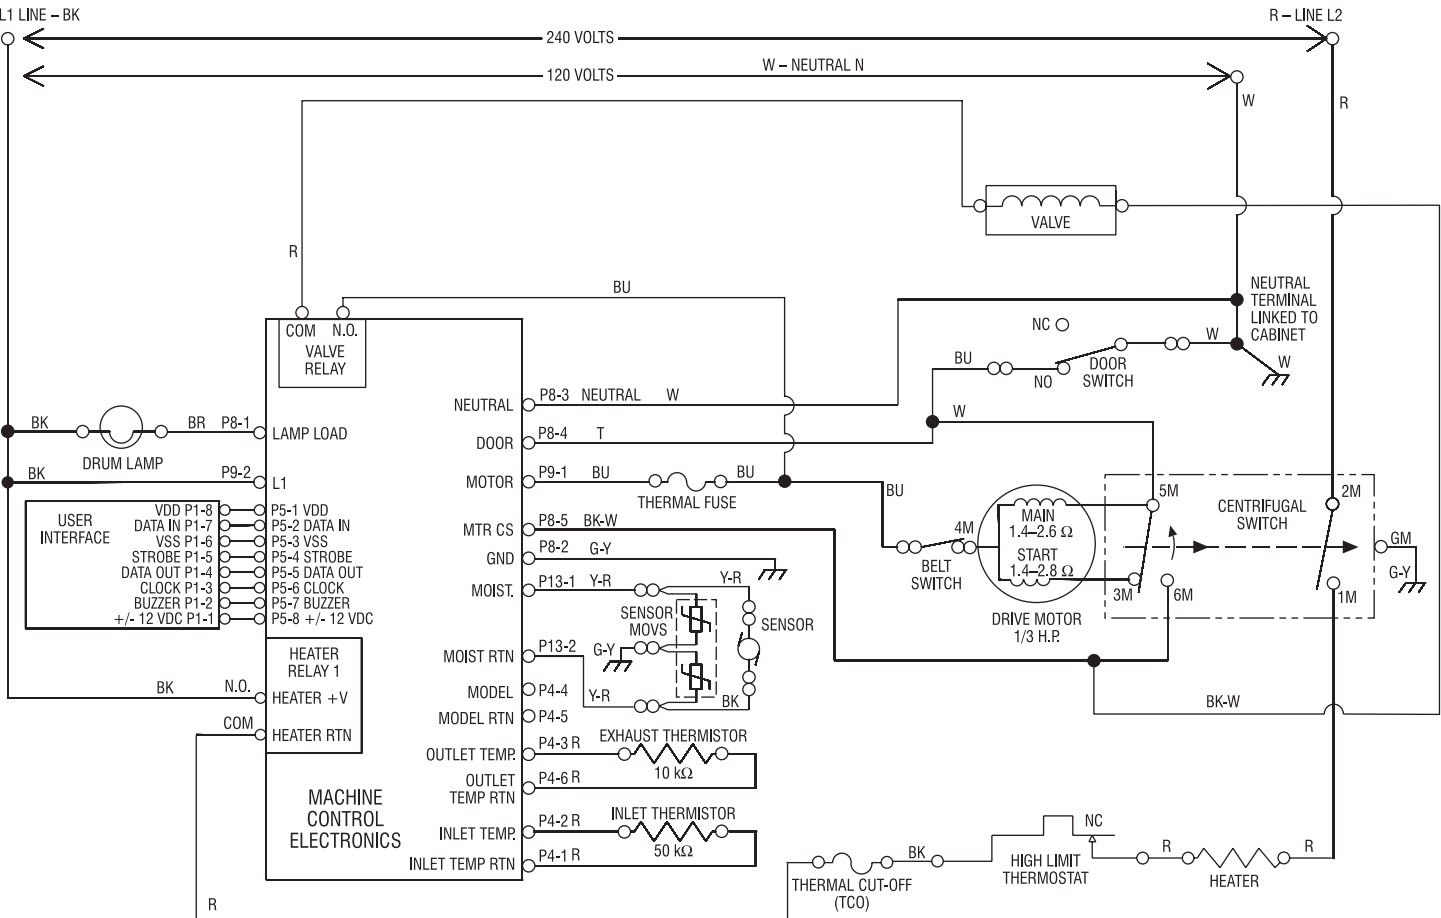 L1 LINE – BK
R – LINE L2
240 VOLTS
120 VOLTS
W – NEUTRAL N
W
R
VALVE
R
BU
NEUTRAL
TERMINAL
LINKED TO
CABINET
COM
N.O.
VALVE
RELAY
NC
BU
NO
DOOR
SWITCH
W
W
NEUTRAL
P8-3
NEUTRAL
W
BK
BR
P8-1
LAMP LOAD
DRUM LAMP
DOOR
P8-4
T
W
BK
P9-2
L1
MOTOR
P9-1
BU
BU
THERMAL FUSE
BU
5M
2M
CENTRIFUGAL
SWITCH
USER
INTERFACE
VDD P1-8
P5-1 VDD
DATA IN P1-7
P5-2 DATA IN
VSS P1-6
P5-3 VSS
STROBE P1-5
P5-4 STROBE
DATA OUT P1-4
P5-5 DATA OUT
CLOCK P1-3
P5-6 CLOCK
BUZZER P1-2
P5-7 BUZZER
+/- 12 VDC P1-1
P5-8 +/- 12 VDC
MTR CS
P8-5
BK-W
GND
P8-2
G-Y
4M
BELT
SWITCH
MAIN
1.4–2.6 Ω
START
1.4–2.8 Ω
DRIVE MOTOR
1/3 H.P.
3M
6M
1M
GM
G-Y
MOIST.
P13-1
Y-R
Y-R
SENSOR
MOVS
SENSOR
G-Y
MOIST RTN
P13-2
Y-R
BK
HEATER
RELAY 1
BK
N.O.
HEATER +V
COM
HEATER RTN
MODEL
P4-4
MODEL RTN
P4-5
BK-W
OUTLET TEMP.
P4-3 R
EXHAUST THERMISTOR
10 kΩ
OUTLET
TEMP RTN
P4-6 R
MACHINE
CONTROL
ELECTRONICS
INLET TEMP.
P4-2 R
INLET THERMISTOR
50 kΩ
INLET TEMP RTN
P4-1 R
R
THERMAL CUT-OFF
(TCO)
BK
NC
HIGH LIMIT
THERMOSTAT
R
HEATER
R